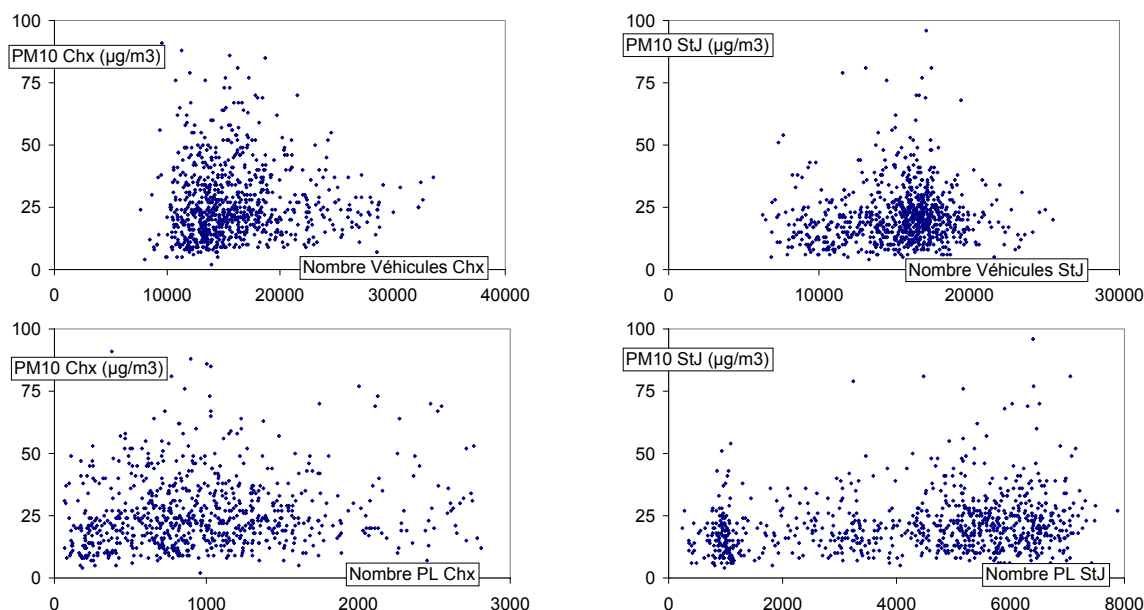 100
PM10 Chx (µg/m3)
75
50
25
0
Nombre Véhicules Chx
0 10000 20000 30000 40000
100
PM10 StJ (µg/m3)
75
50
25
0
Nombre Véhicules StJ
0 10000 20000 30000
100
PM10 Chx (µg/m3)
75
50
25
0
Nombre PL Chx
0 1000 2000 3000
100
PM10 StJ (µg/m3)
75
50
25
0
Nombre PL StJ
0 2000 4000 6000 8000